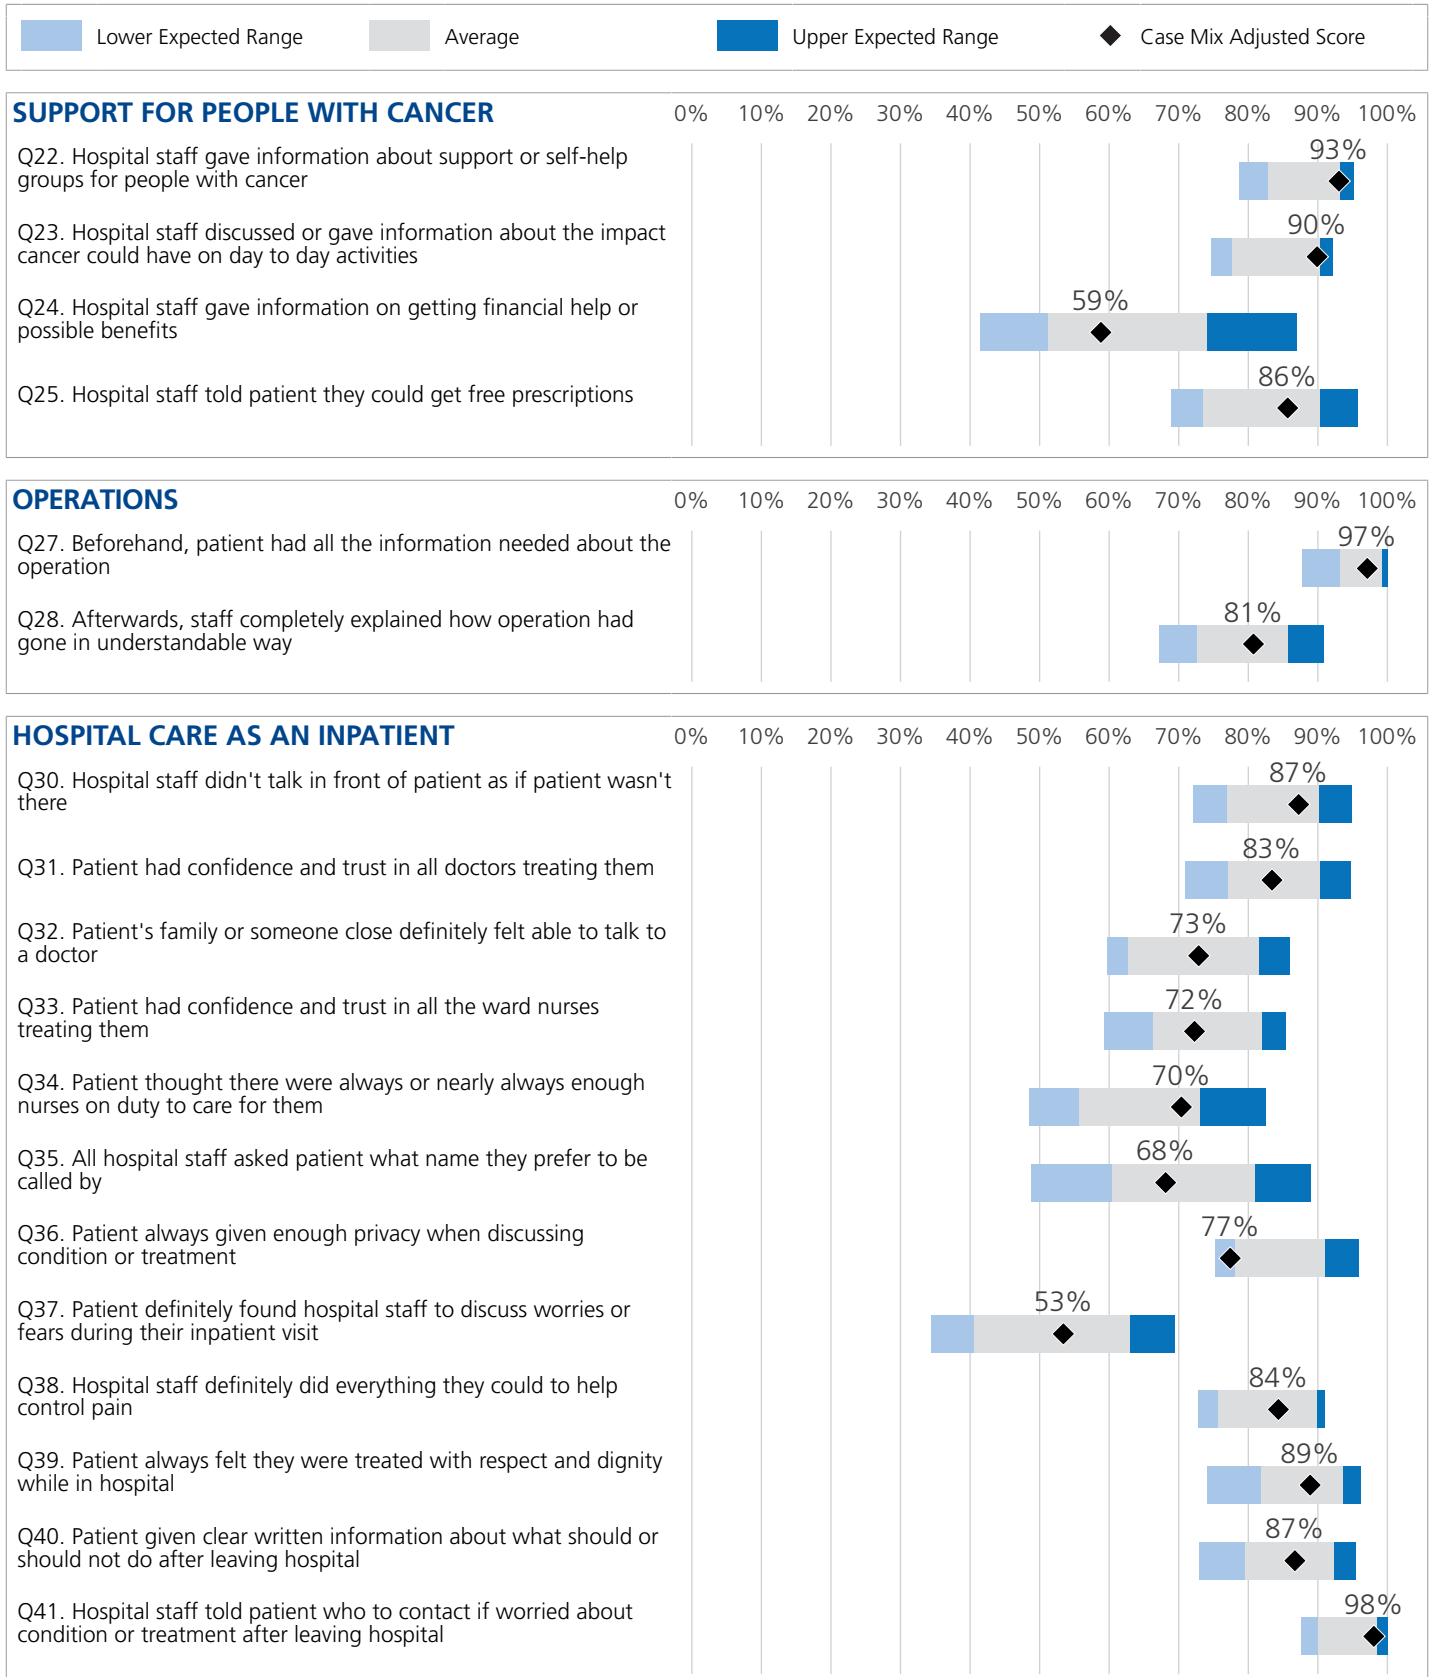 Lower Expected Range Average Upper Expected Range Case Mix Adjusted Score
SUPPORT FOR PEOPLE WITH CANCER 0% 10% 20% 30% 40% 50% 60% 70% 80% 90% 100%
Q22. Hospital staff gave information about support or self-help
groups for people with cancer
93%
Q23. Hospital staff discussed or gave information about the impact
cancer could have on day to day activities
90%
Q24. Hospital staff gave information on getting financial help or
possible benefits
59%
Q25. Hospital staff told patient they could get free prescriptions
86%
OPERATIONS 0% 10% 20% 30% 40% 50% 60% 70% 80% 90% 100%
Q27. Beforehand, patient had all the information needed about the
operation
97%
Q28. Afterwards, staff completely explained how operation had
gone in understandable way
81%
HOSPITAL CARE AS AN INPATIENT 0% 10% 20% 30% 40% 50% 60% 70% 80% 90% 100%
Q30. Hospital staff didn't talk in front of patient as if patient wasn't
there
87%
Q31. Patient had confidence and trust in all doctors treating them
83%
Q32. Patient's family or someone close definitely felt able to talk to
a doctor
73%
Q33. Patient had confidence and trust in all the ward nurses
treating them
72%
Q34. Patient thought there were always or nearly always enough
nurses on duty to care for them
70%
Q35. All hospital staff asked patient what name they prefer to be
called by
68%
Q36. Patient always given enough privacy when discussing
condition or treatment
77%
Q37. Patient definitely found hospital staff to discuss worries or
fears during their inpatient visit
53%
Q38. Hospital staff definitely did everything they could to help
control pain
84%
Q39. Patient always felt they were treated with respect and dignity
while in hospital
89%
Q40. Patient given clear written information about what should or
should not do after leaving hospital
87%
Q41. Hospital staff told patient who to contact if worried about
condition or treatment after leaving hospital
98%